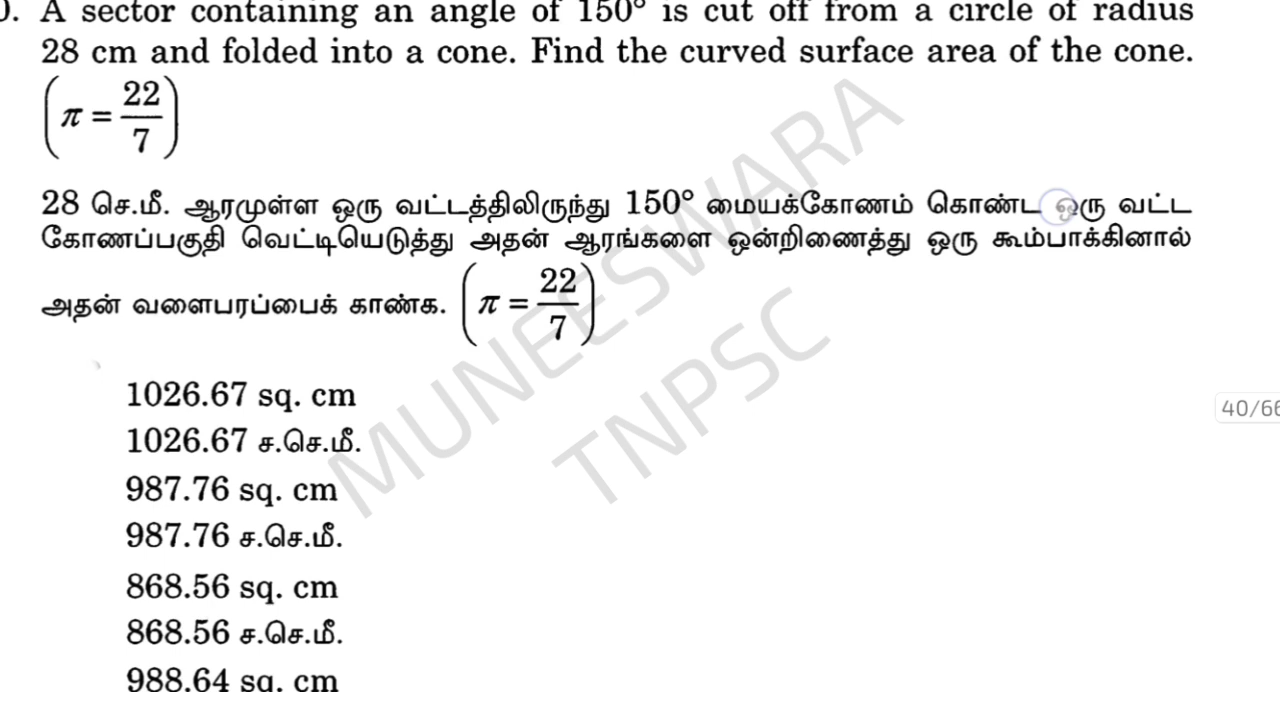 0. A sector containing an angle of 150° is cut off from a circle of radius
28 cm and folded into a cone. Find the curved surface area of the cone.
(π = 22/7)
28 செ.மீ. ஆரமுள்ள ஒரு வட்டத்திலிருந்து 150° மையக்கோணம் கொண்ட ஒரு வட்ட
கோணப்பகுதி வெட்டியெடுத்து அதன் ஆரங்களை ஒன்றிணைத்து ஒரு கூம்பாக்கினால்
அதன் வளைபரப்பைக் காண்க. (π = 22/7)
1026.67 sq. cm
1026.67 ச.செ.மீ.
987.76 sq. cm
987.76 ச.செ.மீ.
868.56 sq. cm
868.56 ச.செ.மீ.
988.64 sq. cm
MUNEESWARA
TNPSC
40/66